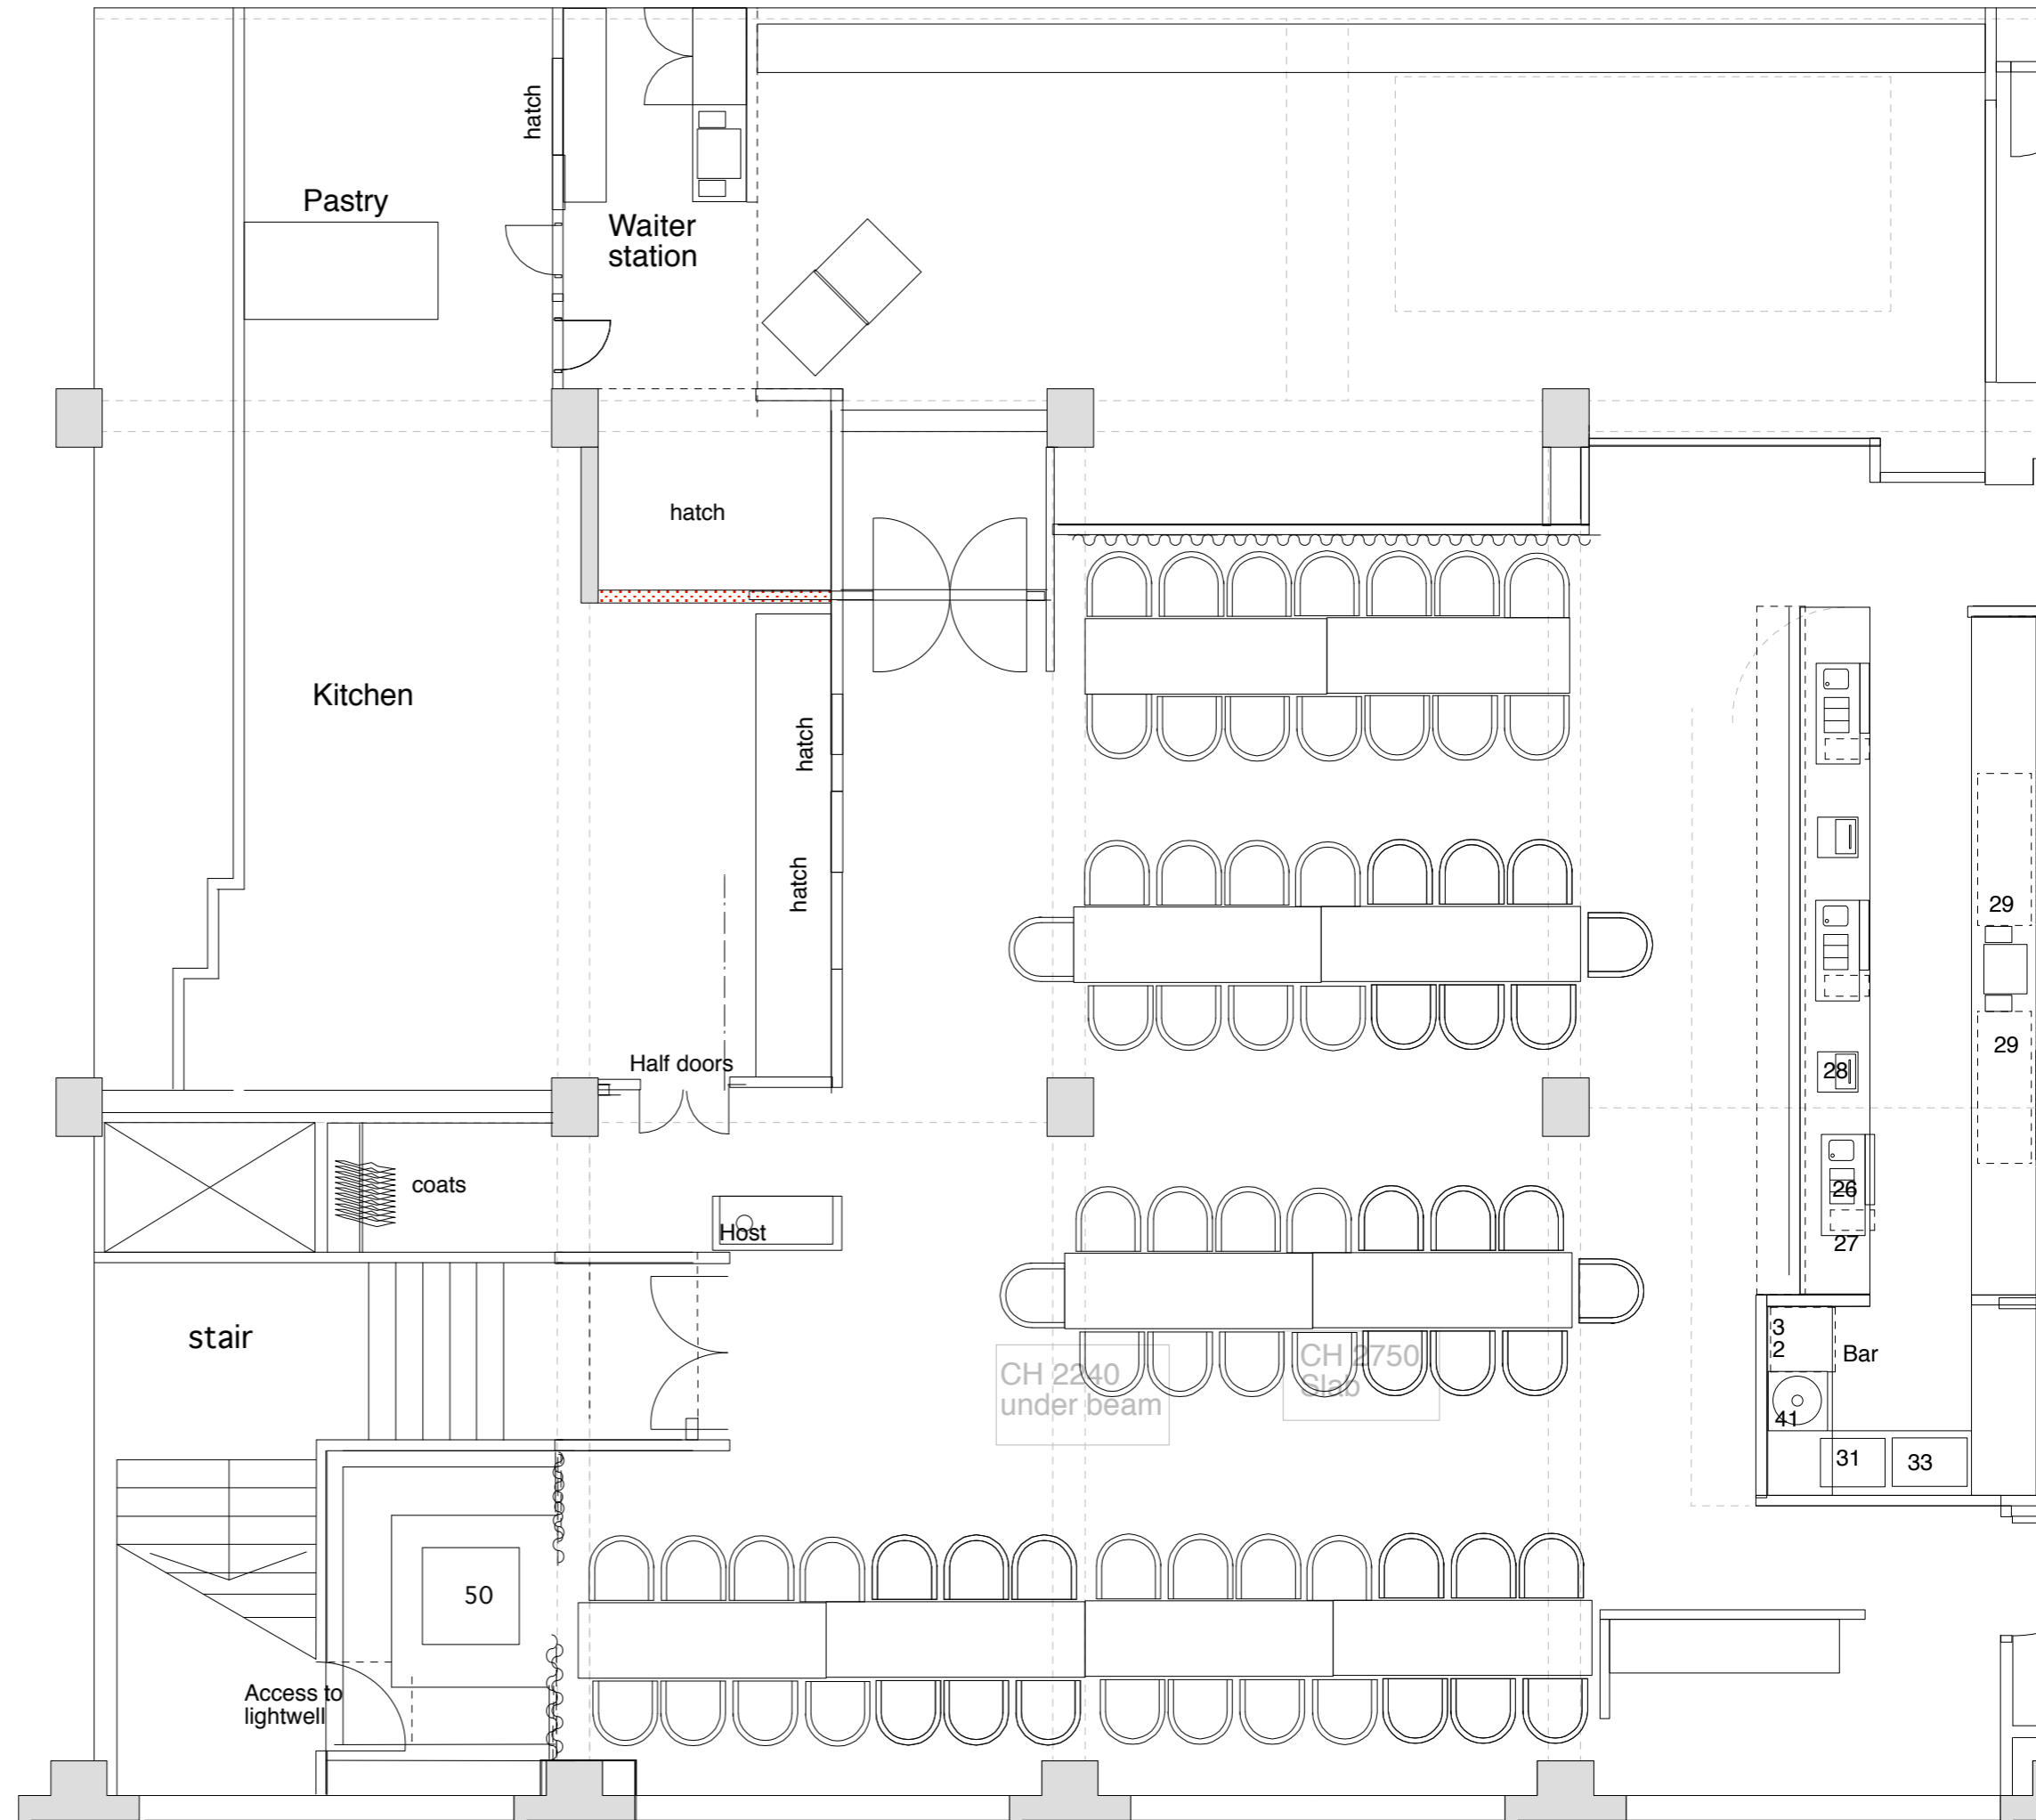 hatch
Pastry
Waiter
station
hatch
Kitchen
hatch
hatch
29
29
Half doors
28
coats
26
Host
27
stair
3
2
Bar
CH 2240
under beam
CH 2750
Slab
41
31
33
50
Access to
lightwell